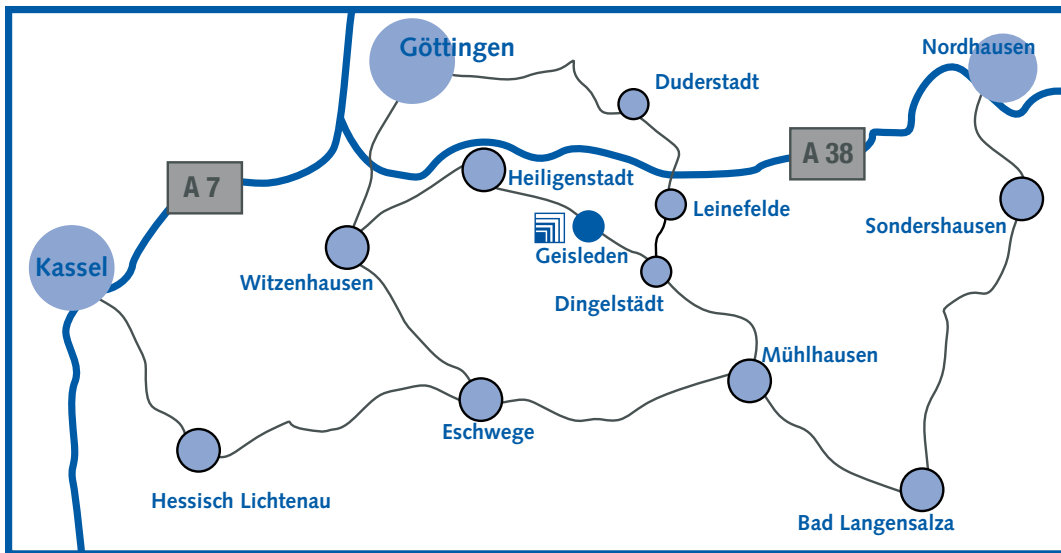 Göttingen
Nordhausen
Duderstadt
A 38
A 7
Heiligenstadt
Leinefelde
Sondershausen
Geisleden
Kassel
Witzenhausen
Dingelstädt
Mühlhausen
Eschwege
Hessisch Lichtenau
Bad Langensalza